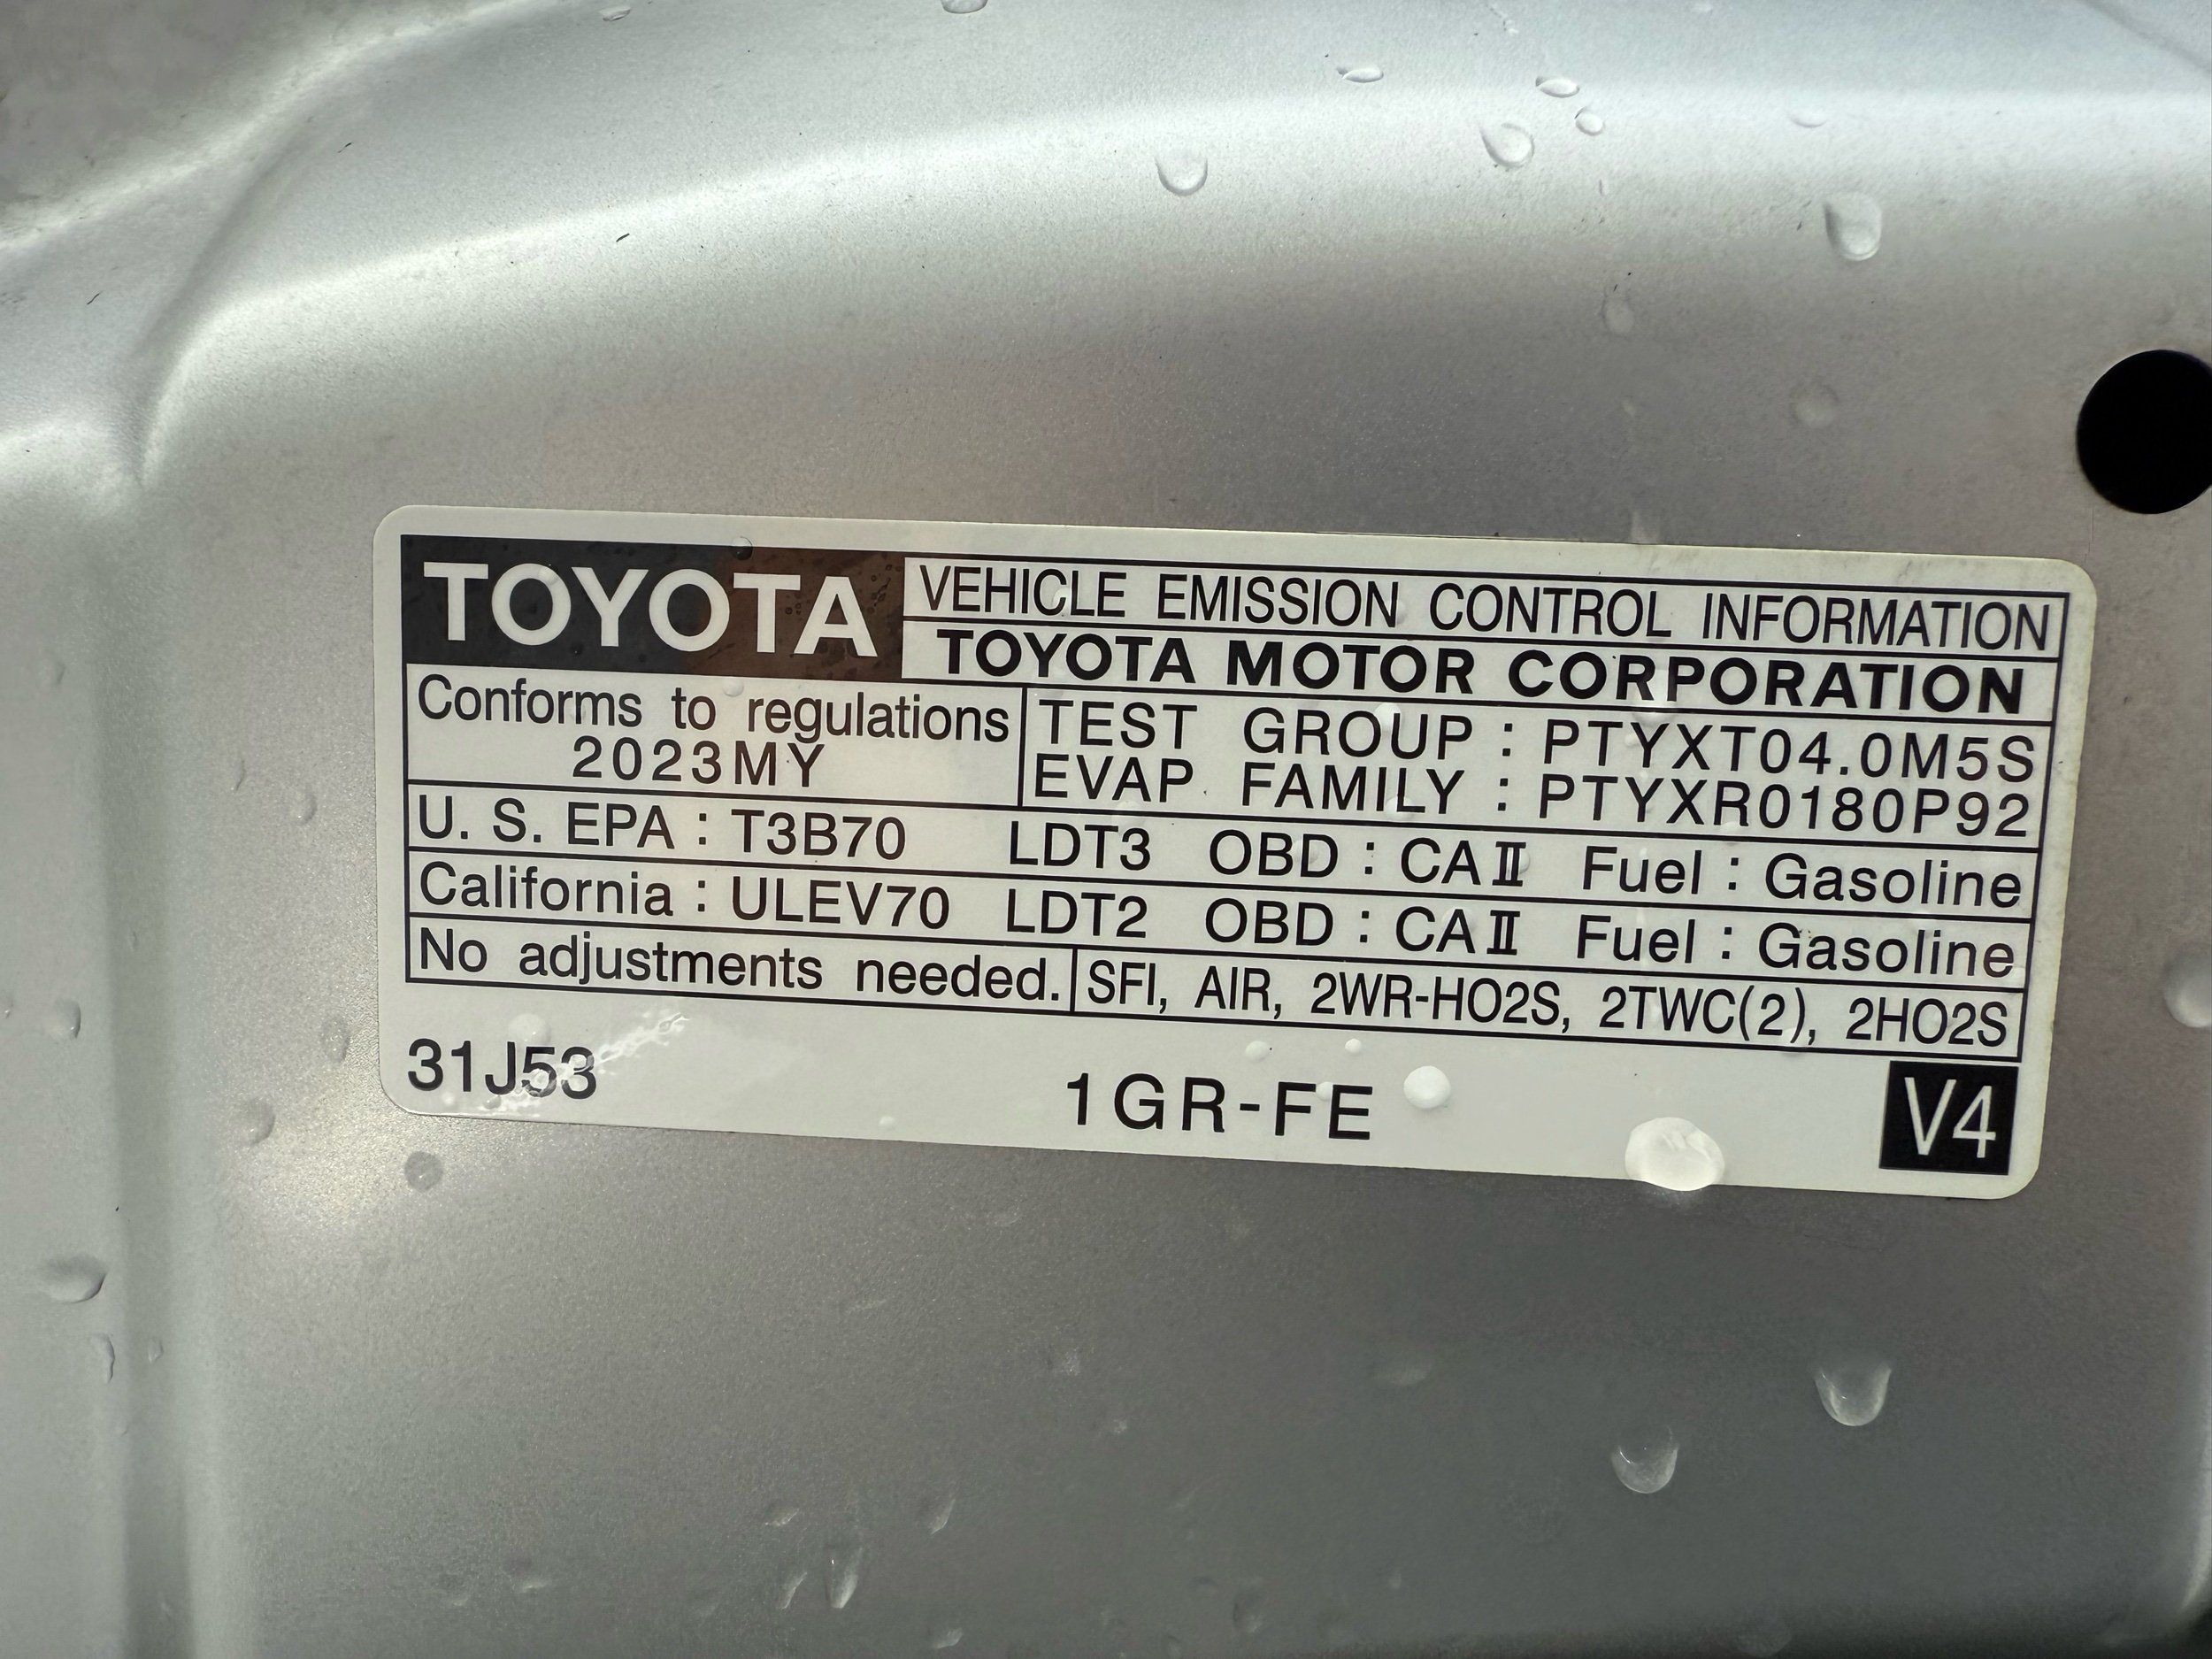 TOYOTA VEHICLE EMISSION CONTROL INFORMATION
TOYOTA MOTOR CORPORATION
Conforms to regulations
2023MY
TEST GROUP : PTYXT04.0M5S
EVAP FAMILY : PTYXR0180P92
U. S. EPA : T3B70 LDT3 OBD : CAⅡ Fuel : Gasoline
California : ULEV70 LDT2 OBD : CAⅡ Fuel : Gasoline
No adjustments needed. SFI, AIR, 2WR-HO2S, 2TWC(2), 2HO2S
31J53 1GR-FE V4